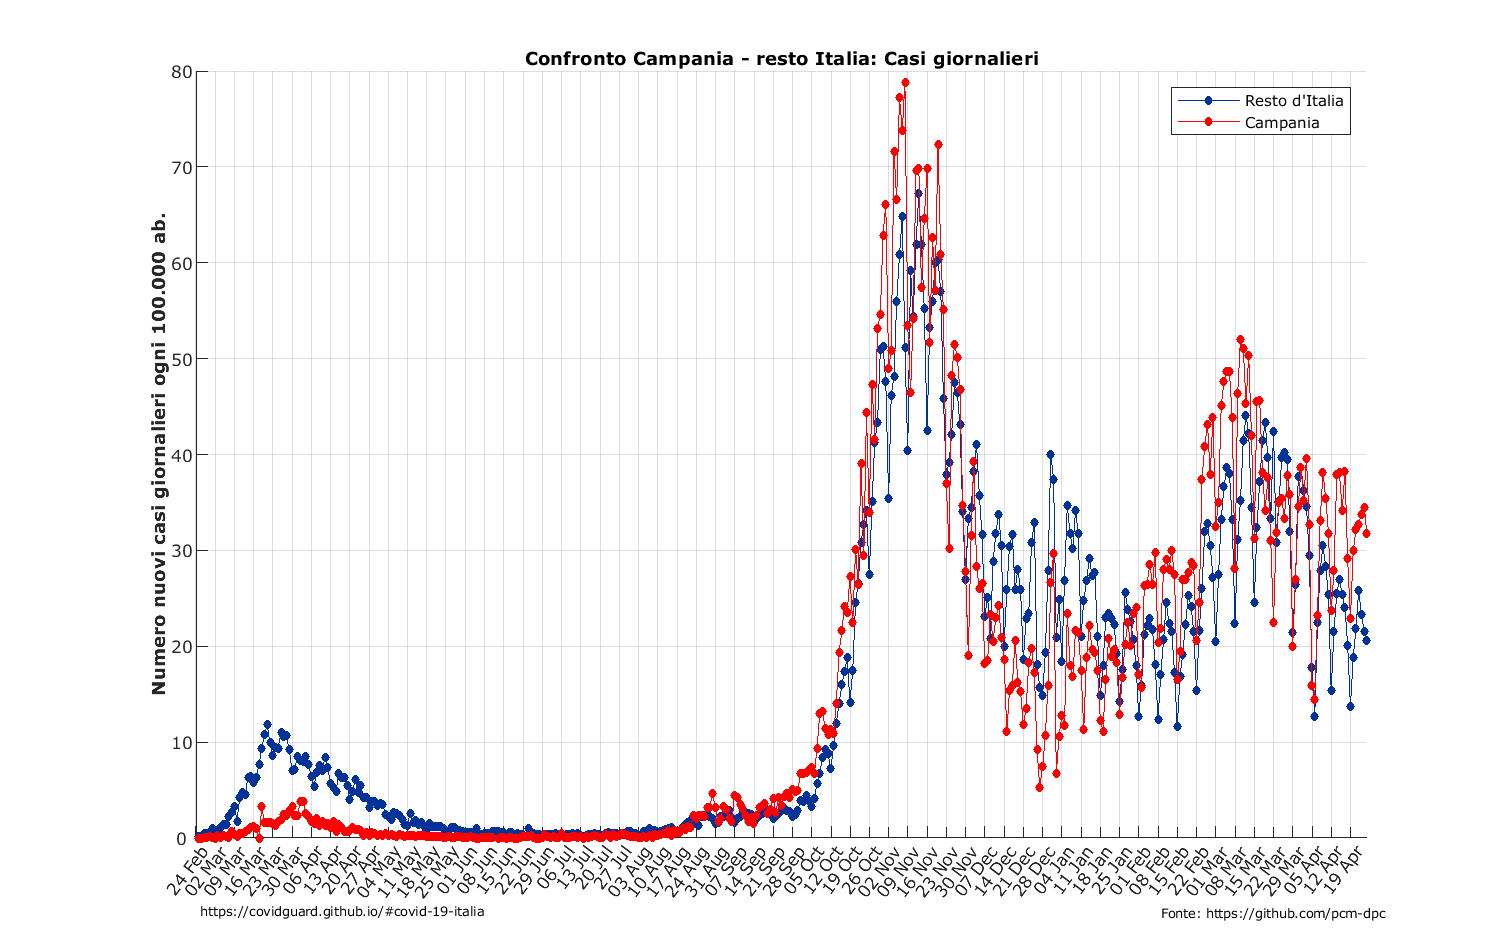 Confronto Campania - resto Italia: Casi giornalieri
Resto d'Italia
Campania
Numero nuovi casi giornalieri ogni 100.000 ab.
80
70
60
50
40
30
20
10
0
24 Feb
02 Mar
09 Mar
16 Mar
23 Mar
30 Mar
06 Apr
13 Apr
20 Apr
27 Apr
04 May
11 May
18 May
25 May
01 Jun
08 Jun
15 Jun
22 Jun
29 Jun
06 Jul
13 Jul
20 Jul
27 Jul
03 Aug
10 Aug
17 Aug
24 Aug
31 Aug
07 Sep
14 Sep
21 Sep
28 Sep
05 Oct
12 Oct
19 Oct
26 Oct
02 Nov
09 Nov
16 Nov
23 Nov
30 Nov
07 Dec
14 Dec
21 Dec
28 Dec
04 Jan
11 Jan
18 Jan
25 Jan
01 Feb
08 Feb
15 Feb
22 Feb
01 Mar
08 Mar
15 Mar
22 Mar
29 Mar
05 Apr
12 Apr
19 Apr
https://covidguard.github.io/#covid-19-italia
Fonte: https://github.com/pcm-dpc